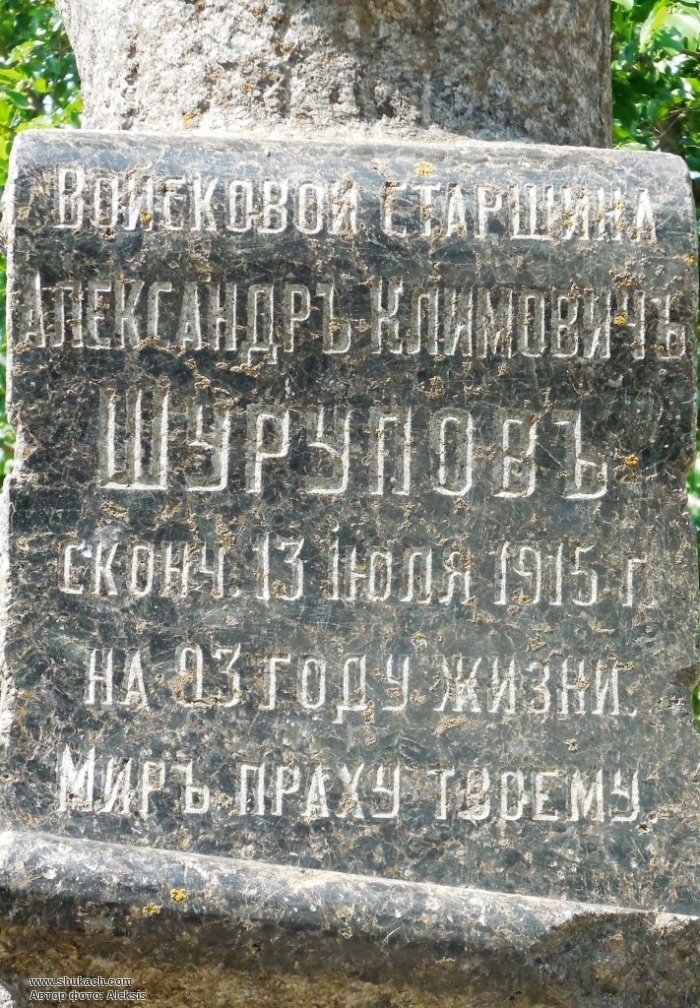 Войсковой старшина
Александръ Климовичъ
Шуруповъ
сконч. 13 Iюля 1915 г.
на 93 году жизни.
Миръ праху твоему
www.shukach.com
Автор фото: Aleksis